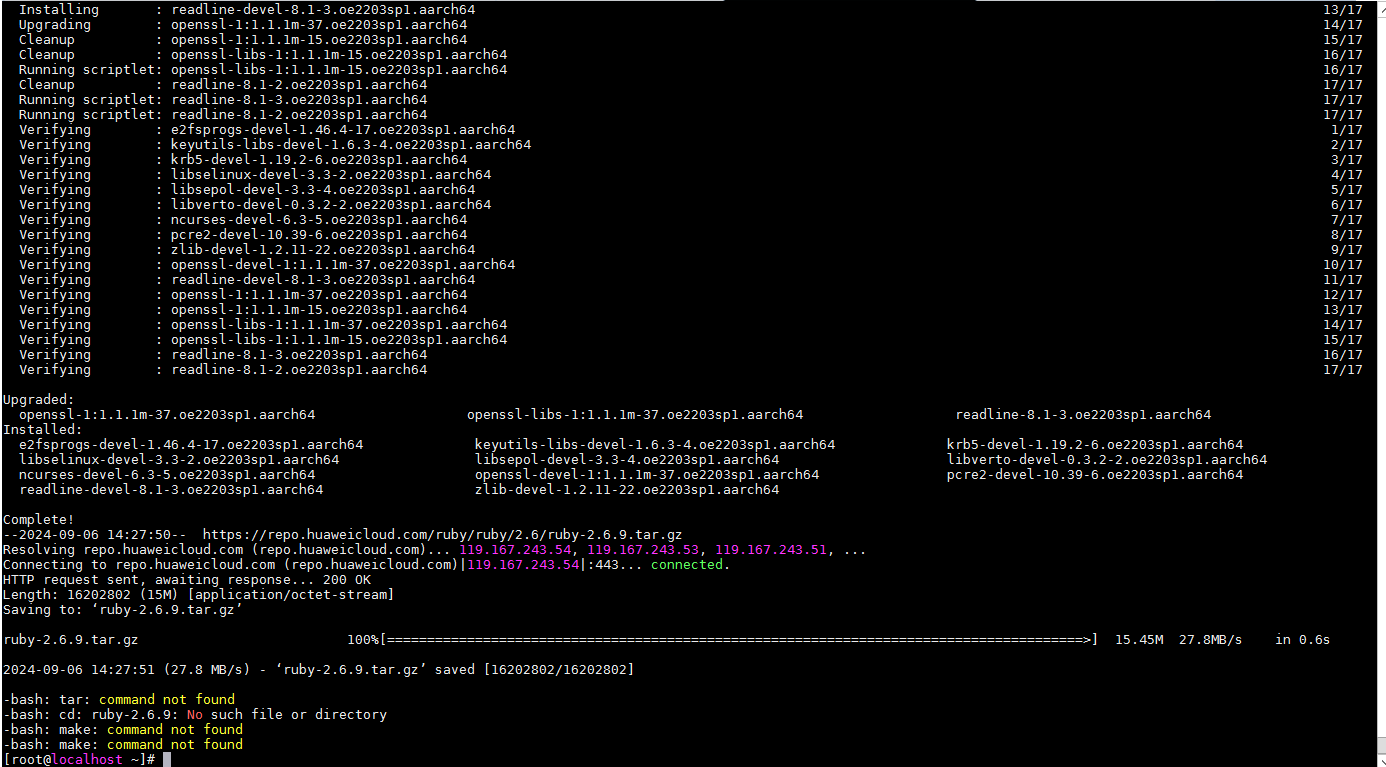 Installing       : readline-devel-8.1-3.oe2203sp1.aarch64 13/17
Upgrading        : openssl-1:1.1.1m-37.oe2203sp1.aarch64 14/17
Cleanup          : openssl-1:1.1.1m-15.oe2203sp1.aarch64 15/17
Cleanup          : openssl-libs-1:1.1.1m-15.oe2203sp1.aarch64 16/17
Running scriptlet: openssl-libs-1:1.1.1m-15.oe2203sp1.aarch64 16/17
Cleanup          : readline-8.1-2.oe2203sp1.aarch64 17/17
Running scriptlet: readline-8.1-3.oe2203sp1.aarch64 17/17
Running scriptlet: readline-8.1-2.oe2203sp1.aarch64 17/17
Verifying        : e2fsprogs-devel-1.46.4-17.oe2203sp1.aarch64 1/17
Verifying        : keyutils-libs-devel-1.6.3-4.oe2203sp1.aarch64 2/17
Verifying        : krb5-devel-1.19.2-6.oe2203sp1.aarch64 3/17
Verifying        : libselinux-devel-3.3-2.oe2203sp1.aarch64 4/17
Verifying        : libsepol-devel-3.3-4.oe2203sp1.aarch64 5/17
Verifying        : libverto-devel-0.3.2-2.oe2203sp1.aarch64 6/17
Verifying        : ncurses-devel-6.3-5.oe2203sp1.aarch64 7/17
Verifying        : pcre2-devel-10.39-6.oe2203sp1.aarch64 8/17
Verifying        : zlib-devel-1.2.11-22.oe2203sp1.aarch64 9/17
Verifying        : openssl-devel-1:1.1.1m-37.oe2203sp1.aarch64 10/17
Verifying        : readline-devel-8.1-3.oe2203sp1.aarch64 11/17
Verifying        : openssl-1:1.1.1m-37.oe2203sp1.aarch64 12/17
Verifying        : openssl-1:1.1.1m-15.oe2203sp1.aarch64 13/17
Verifying        : openssl-libs-1:1.1.1m-37.oe2203sp1.aarch64 14/17
Verifying        : openssl-libs-1:1.1.1m-15.oe2203sp1.aarch64 15/17
Verifying        : readline-8.1-3.oe2203sp1.aarch64 16/17
Verifying        : readline-8.1-2.oe2203sp1.aarch64 17/17
Upgraded:
openssl-1:1.1.1m-37.oe2203sp1.aarch64 openssl-libs-1:1.1.1m-37.oe2203sp1.aarch64 readline-8.1-3.oe2203sp1.aarch64
Installed:
e2fsprogs-devel-1.46.4-17.oe2203sp1.aarch64 keyutils-libs-devel-1.6.3-4.oe2203sp1.aarch64 krb5-devel-1.19.2-6.oe2203sp1.aarch64
libselinux-devel-3.3-2.oe2203sp1.aarch64 libsepol-devel-3.3-4.oe2203sp1.aarch64 libverto-devel-0.3.2-2.oe2203sp1.aarch64
ncurses-devel-6.3-5.oe2203sp1.aarch64 openssl-devel-1:1.1.1m-37.oe2203sp1.aarch64 pcre2-devel-10.39-6.oe2203sp1.aarch64
readline-devel-8.1-3.oe2203sp1.aarch64 zlib-devel-1.2.11-22.oe2203sp1.aarch64
Complete!
--2024-09-06 14:27:50--  https://repo.huaweicloud.com/ruby/ruby/2.6/ruby-2.6.9.tar.gz
Resolving repo.huaweicloud.com (repo.huaweicloud.com)... 119.167.243.54, 119.167.243.53, 119.167.243.51, ...
Connecting to repo.huaweicloud.com (repo.huaweicloud.com)|119.167.243.54|:443... connected.
HTTP request sent, awaiting response... 200 OK
Length: 16202802 (15M) [application/octet-stream]
Saving to: ‘ruby-2.6.9.tar.gz’
ruby-2.6.9.tar.gz 100%[=======================================================================================>] 15.45M 27.8MB/s in 0.6s
2024-09-06 14:27:51 (27.8 MB/s) - ‘ruby-2.6.9.tar.gz’ saved [16202802/16202802]
-bash: tar: command not found
-bash: cd: ruby-2.6.9: No such file or directory
-bash: make: command not found
-bash: make: command not found
[root@localhost ~]#